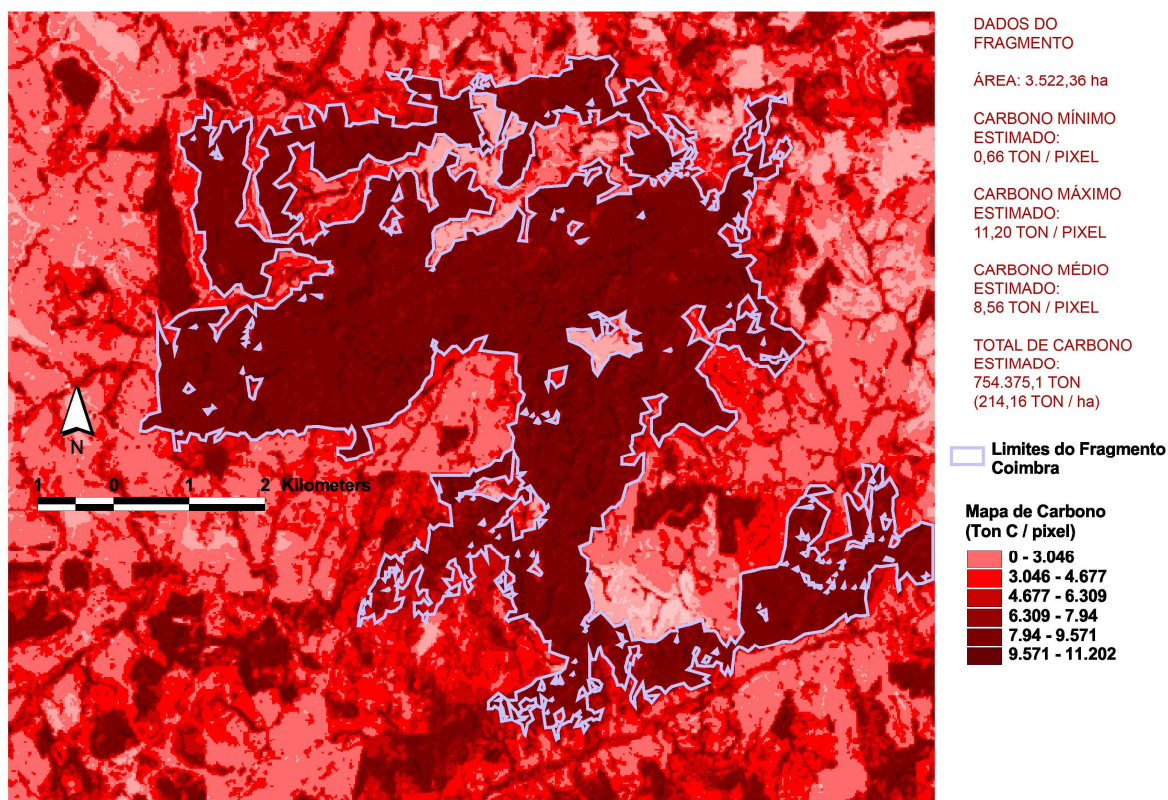 DADOS DO
FRAGMENTO
ÁREA: 3.522,36 ha
CARBONO MÍNIMO
ESTIMADO:
0,66 TON / PIXEL
CARBONO MÁXIMO
ESTIMADO:
11,20 TON / PIXEL
CARBONO MÉDIO
ESTIMADO:
8,56 TON / PIXEL
TOTAL DE CARBONO
ESTIMADO:
754.375,1 TON
(214,16 TON / ha)
Limites do Fragmento
Coimbra
Mapa de Carbono
(Ton C / pixel)
0 - 3.046
3.046 - 4.677
4.677 - 6.309
6.309 - 7.94
7.94 - 9.571
9.571 - 11.202
N
1 0 1 2 Kilometers